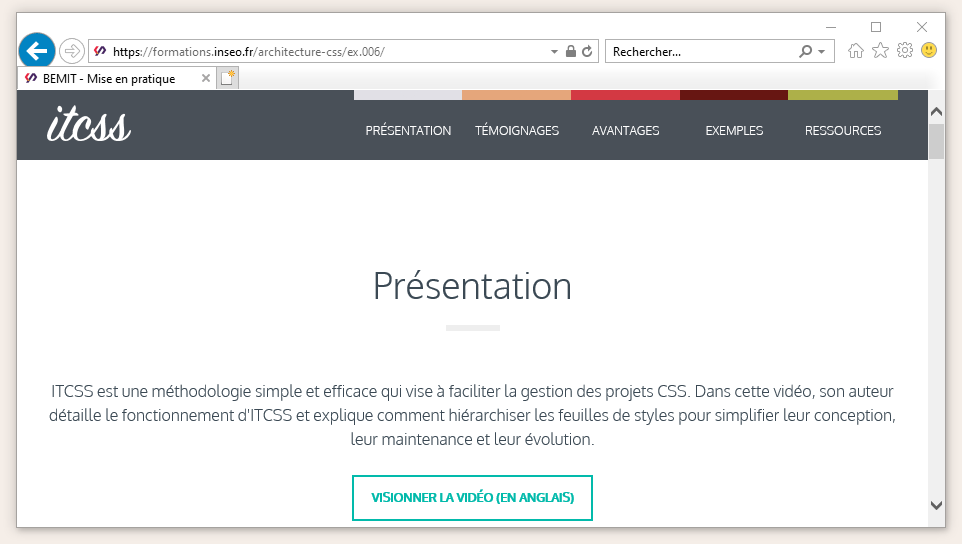 https://formations.inseo.fr/architecture-css/ex.006/
Rechercher...
BEMIT - Mise en pratique
itcss
PRÉSENTATION
TÉMOIGNAGES
AVANTAGES
EXEMPLES
RESSOURCES
Présentation
ITCSS est une méthodologie simple et efficace qui vise à faciliter la gestion des projets CSS. Dans cette vidéo, son auteur
détaille le fonctionnement d'ITCSS et explique comment hiérarchiser les feuilles de styles pour simplifier leur conception,
leur maintenance et leur évolution.
VISIONNER LA VIDÉO (EN ANGLAIS)